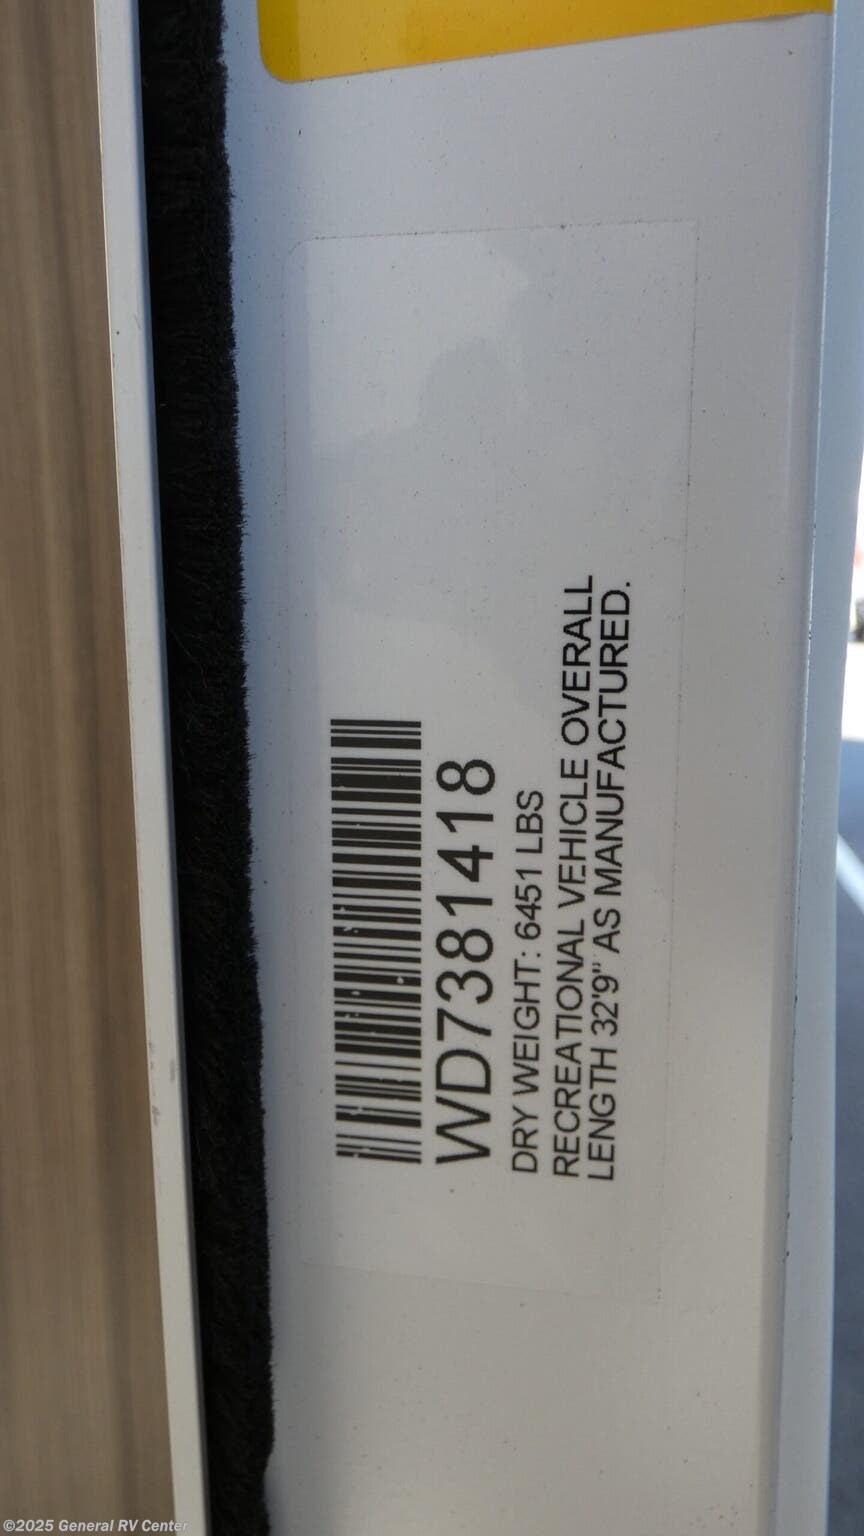 WD7381418
DRY WEIGHT: 6451 LBS
RECREATIONAL VEHICLE OVERALL
LENGTH 32'9" AS MANUFACTURED.
©2025 General RV Center